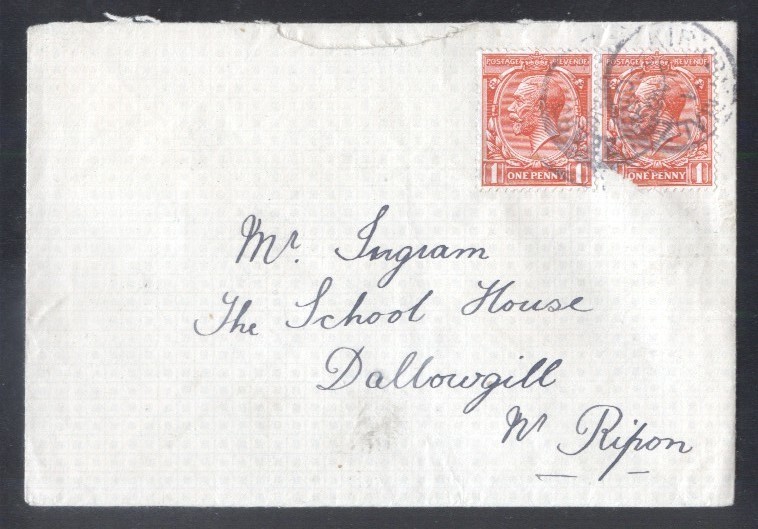 POSTAGE REVENUE POSTAGE REVENUE
1 ONE PENNY 1 ONE PENNY 1
Mr. Ingram
The School House
Dallowgill
Nr Ripon